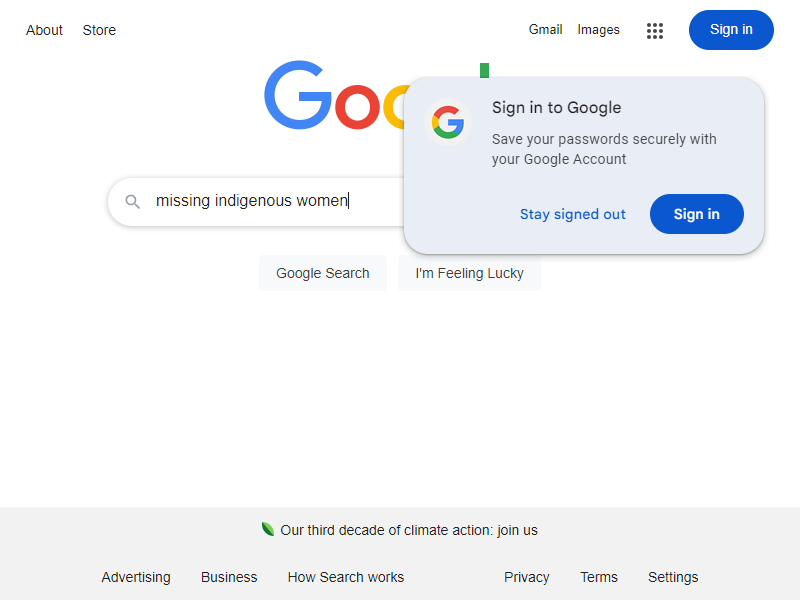 About Store Gmail Images Sign in
Goo
Sign in to Google
Save your passwords securely with
your Google Account
missing indigenous women
Stay signed out Sign in
Google Search I'm Feeling Lucky
Our third decade of climate action: join us
Advertising Business How Search works Privacy Terms Settings